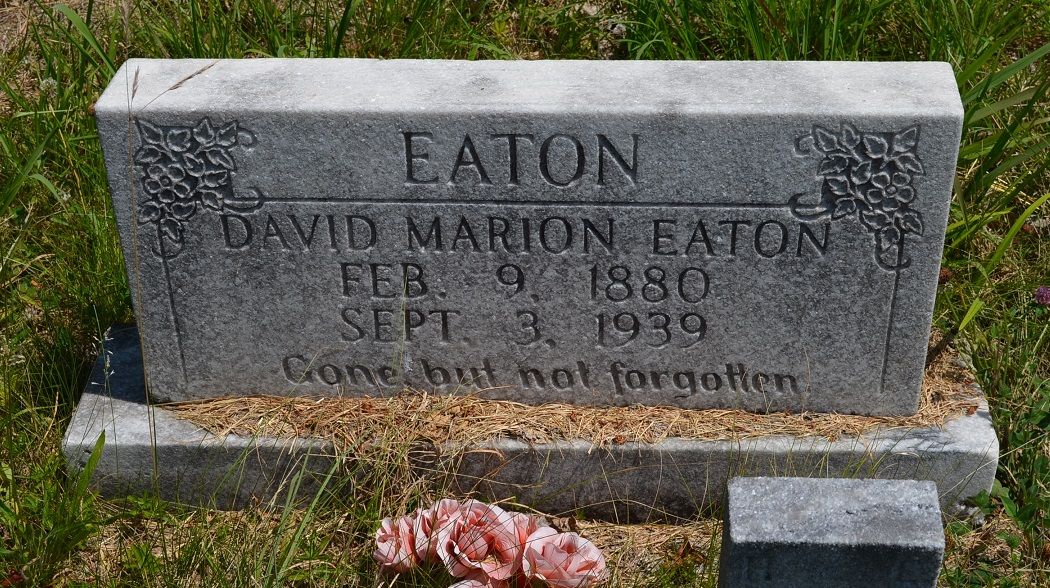 EATON
DAVID MARION EATON
FEB. 9, 1880
SEPT. 3, 1939
Gone but not forgotten